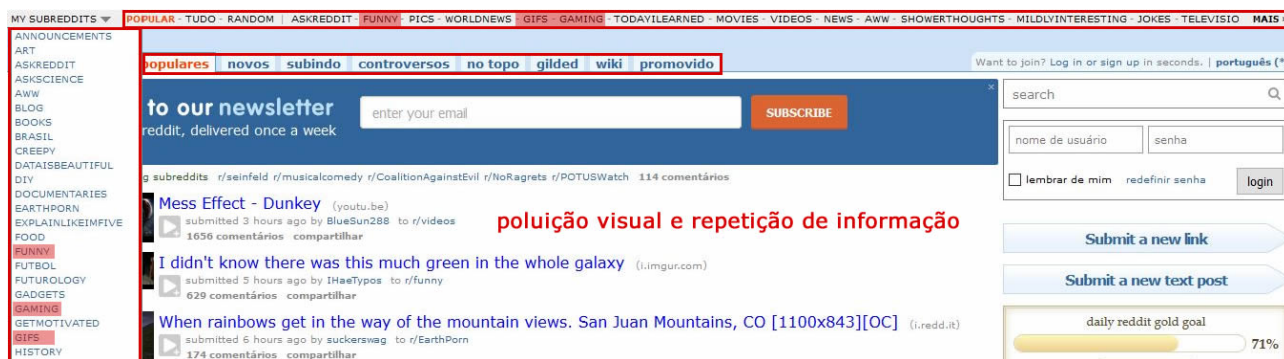 MY SUBREDDITS POPULAR - TUDO - RANDOM | ASKREDDIT - FUNNY - PICS - WORLDNEWS - GIFS - GAMING - TODAYILEARNED - MOVIES - VIDEOS - NEWS - AWW - SHOWERTHOUGHTS - MILDLYINTERESTING - JOKES - TELEVISIO MAIS
ANNOUNCEMENTS
ART
ASKREDDIT
ASKSCIENCE
AWW
BLOG
BOOKS
BRASIL
CREEPY
DATAISBEAUTIFUL
DIY
DOCUMENTARIES
EARTHPORN
EXPLAINLIKEIMFIVE
FOOD
FUNNY
FUTBOL
FUTUROLOGY
GADGETS
GAMING
GETMOTIVATED
GIFS
HISTORY
populares novos subindo controversos no topo gilded wiki promovido
Want to join? Log in or sign up in seconds. | português (
to our newsletter
reddit, delivered once a week
enter your email
SUBSCRIBE
×
g subreddits r/seinfeld r/musicalcomedy r/CoalitionAgainstEvil r/NoRagrets r/POTUSWatch 114 comentários
Mess Effect - Dunkey (youtu.be)
submitted 3 hours ago by BlueSun288 to r/videos
1656 comentários compartilhar
poluição visual e repetição de informação
I didn't know there was this much green in the whole galaxy (i.imgur.com)
submitted 5 hours ago by IHaeTypos to r/funny
629 comentários compartilhar
When rainbows get in the way of the mountain views. San Juan Mountains, CO [1100x843][OC] (i.redd.it)
submitted 6 hours ago by suckerswag to r/EarthPorn
174 comentários compartilhar
search
nome de usuário senha
lembrar de mim redefinir senha login
Submit a new link
Submit a new text post
daily reddit gold goal
71%